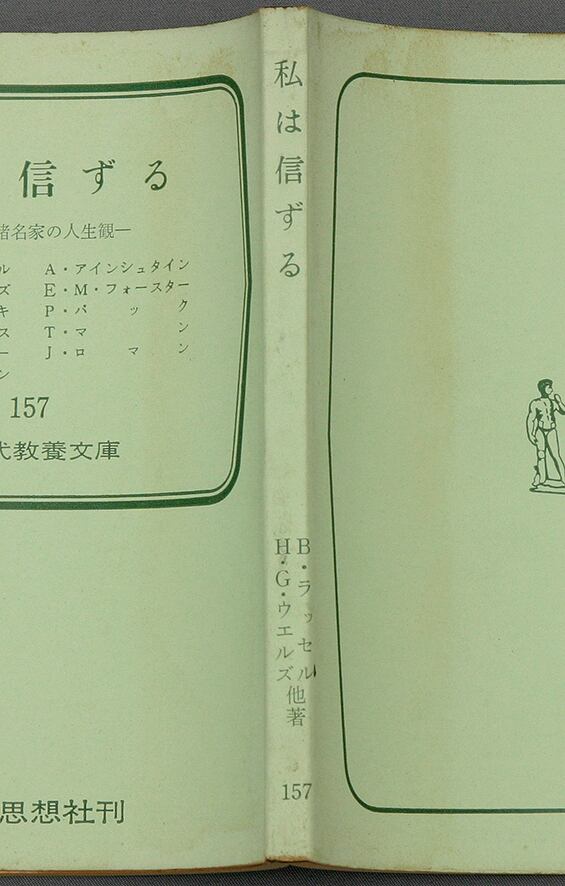 信ずる
諸名家の人生観―
ル A・アインシュタイン
ズ E・M・フォースター
キ P・バック
ス T・マン
ー J・ロマン
ン
157
代教養文庫
思想社刊
私は信ずる
B・ラッセル
H・G・ウエルズ
他著
157